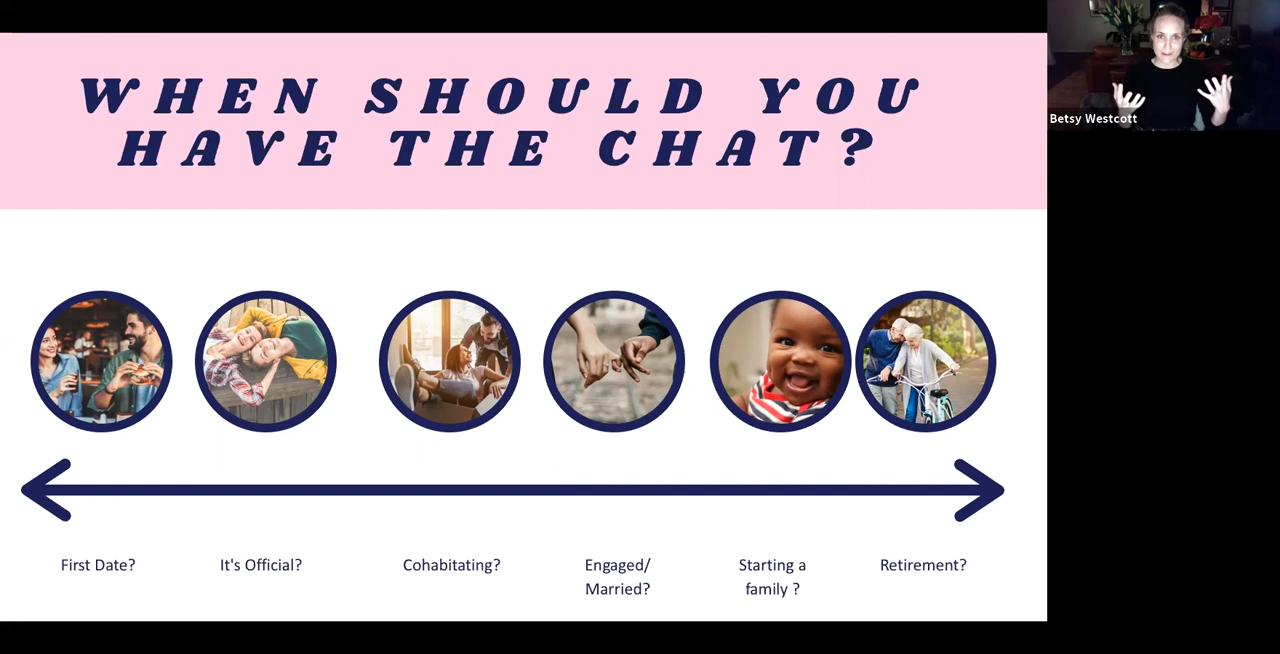 WHEN SHOULD YOU
HAVE THE CHAT?
Betsy Westcott
First Date?
It's Official?
Cohabitating?
Engaged/
Married?
Starting a
family ?
Retirement?